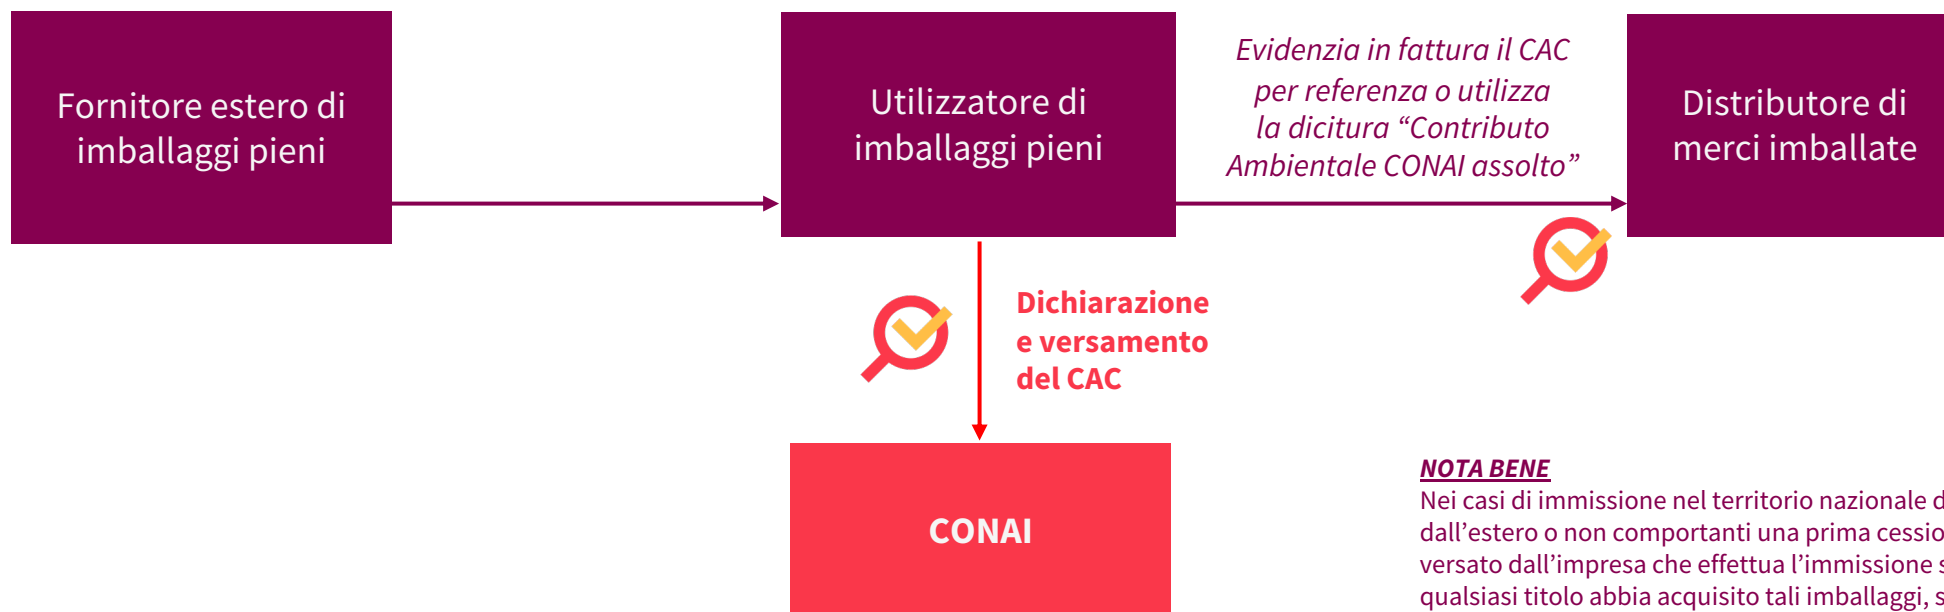 Fornitore estero di
imballaggi pieni
Utilizzatore di
imballaggi pieni
Evidenzia in fattura il CAC
per referenza o utilizza
la dicitura “Contributo
Ambientale CONAI assolto”
Distributore di
merci imballate
Dichiarazione
e versamento
del CAC
CONAI
NOTA BENE
Nei casi di immissione nel territorio nazionale
dall’estero o non comportanti una prima
versato dall’impresa che effettua l’immissione
qualsiasi titolo abbia acquisito tali imballaggi,